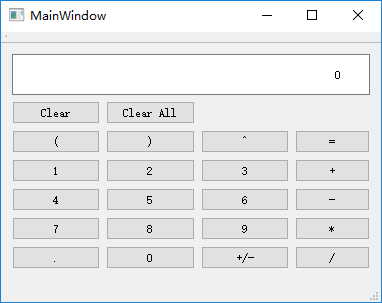 MainWindow
0
Clear Clear All
( ) ^ =
1 2 3 +
4 5 6 -
7 8 9 *
. 0 +/- /